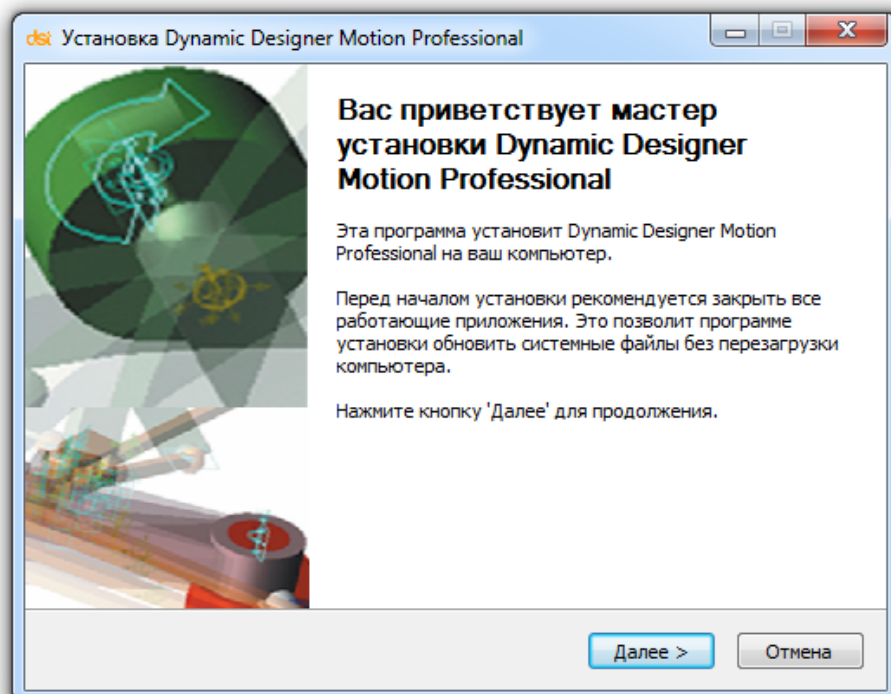 dsi Установка Dynamic Designer Motion Professional
Вас приветствует мастер
установки Dynamic Designer
Motion Professional
Эта программа установит Dynamic Designer Motion
Professional на ваш компьютер.
Перед началом установки рекомендуется закрыть все
работающие приложения. Это позволит программе
установки обновить системные файлы без перезагрузки
компьютера.
Нажмите кнопку 'Далее' для продолжения.
Далее >
Отмена